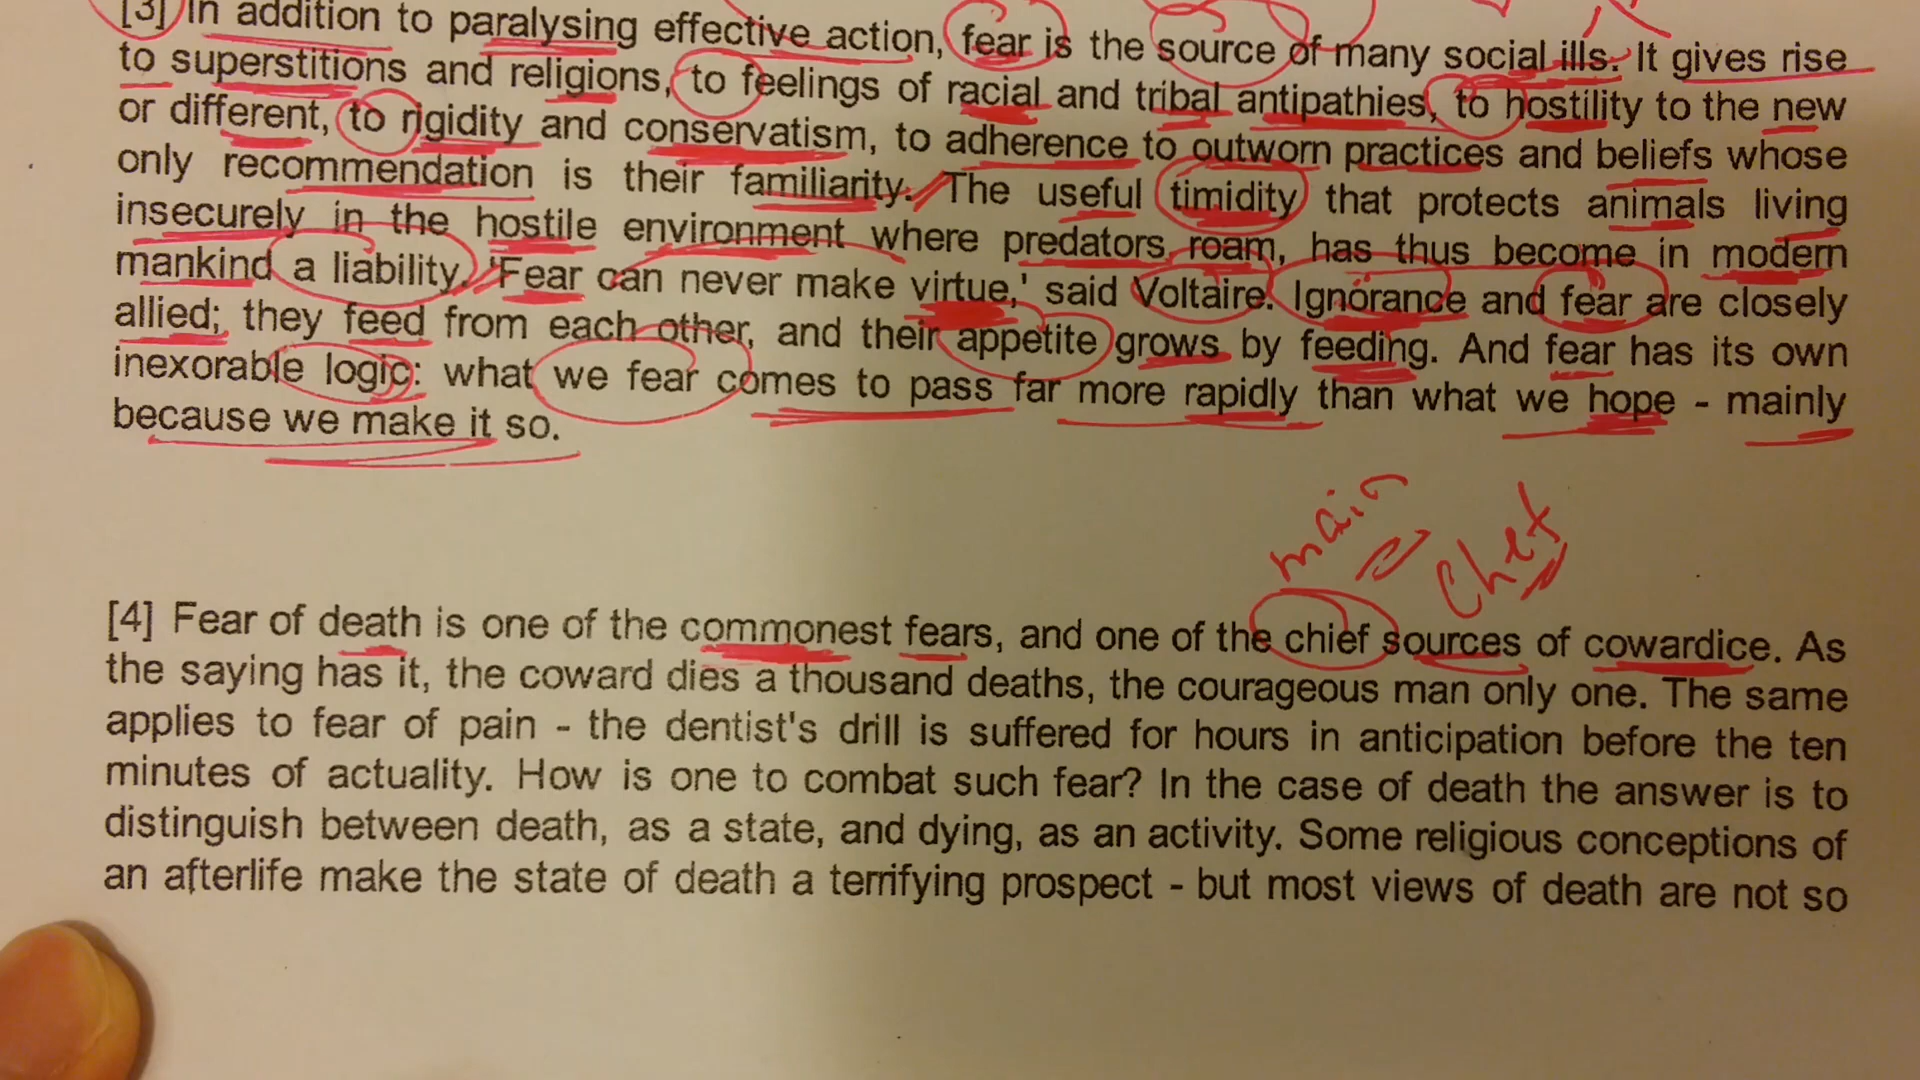 [3] In addition to paralysing effective action, fear is the source of many social ills. It gives rise
to superstitions and religions, to feelings of racial and tribal antipathies, to hostility to the new
or different, to rigidity and conservatism, to adherence to outworn practices and beliefs whose
only recommendation is their familiarity. The useful timidity that protects animals living
insecurely in the hostile environment where predators roam, has thus become in modern
mankind a liability. 'Fear can never make virtue,' said Voltaire. Ignorance and fear are closely
allied; they feed from each other, and their appetite grows by feeding. And fear has its own
inexorable logic: what we fear comes to pass far more rapidly than what we hope - mainly
because we make it so.
main
Chef
[4] Fear of death is one of the commonest fears, and one of the chief sources of cowardice. As
the saying has it, the coward dies a thousand deaths, the courageous man only one. The same
applies to fear of pain - the dentist's drill is suffered for hours in anticipation before the ten
minutes of actuality. How is one to combat such fear? In the case of death the answer is to
distinguish between death, as a state, and dying, as an activity. Some religious conceptions of
an afterlife make the state of death a terrifying prospect - but most views of death are not so